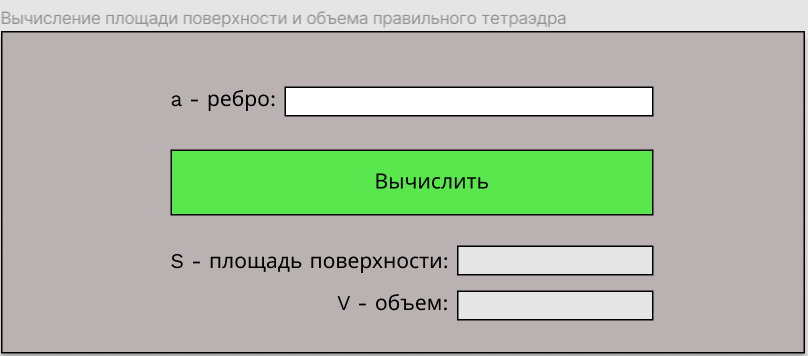 Вычисление площади поверхности и объема правильного тетраэдра
a - ребро:
Вычислить
S - площадь поверхности:
V - объем: